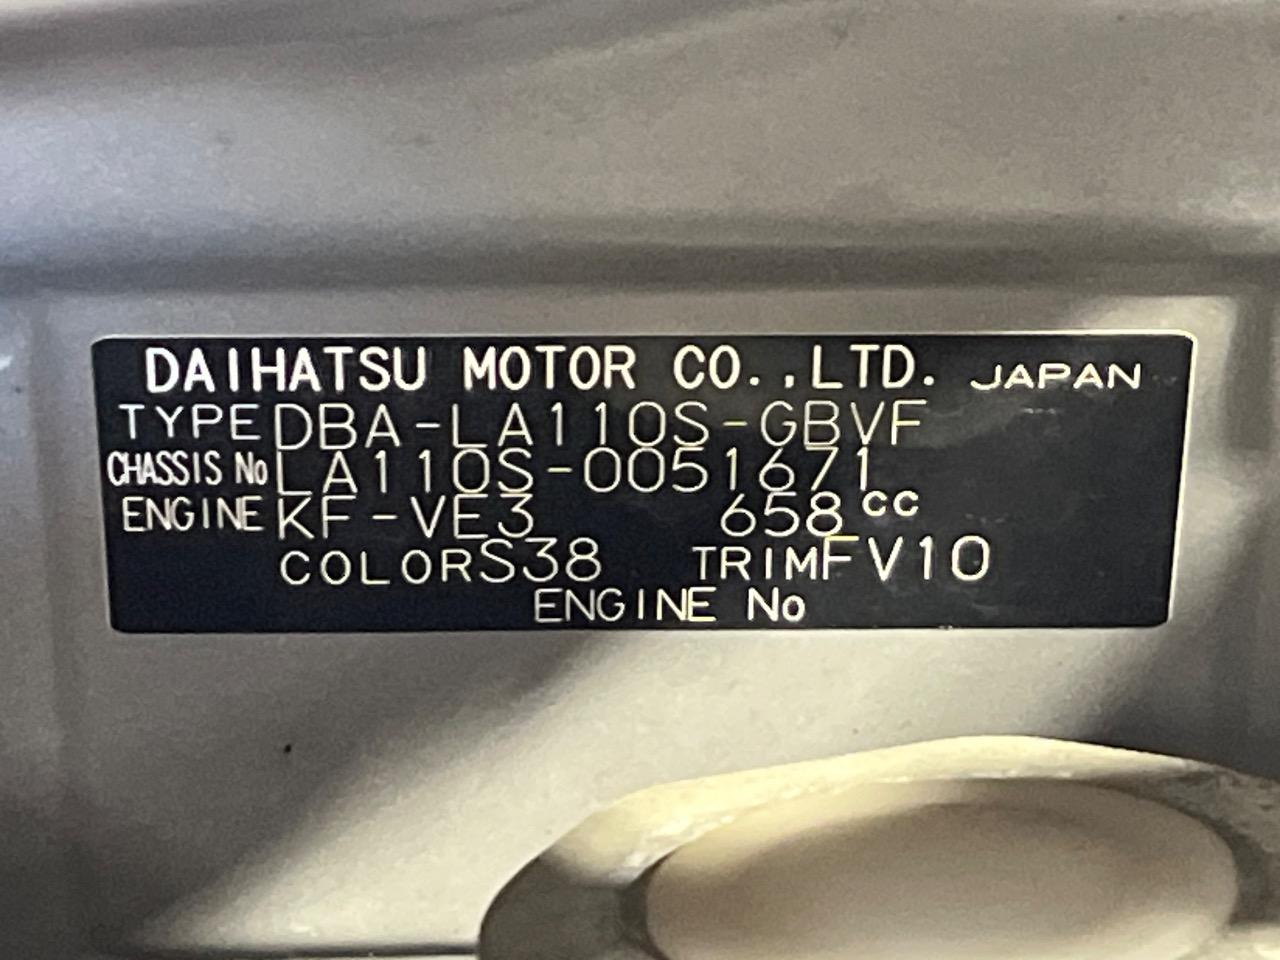 DAIHATSU MOTOR CO.,LTD. JAPAN
TYPE DBA-LA110S-GBVF
CHASSIS No LA110S-0051671
ENGINE KF-VE3 658cc
COLOR S38 TRIM FV10
ENGINE No